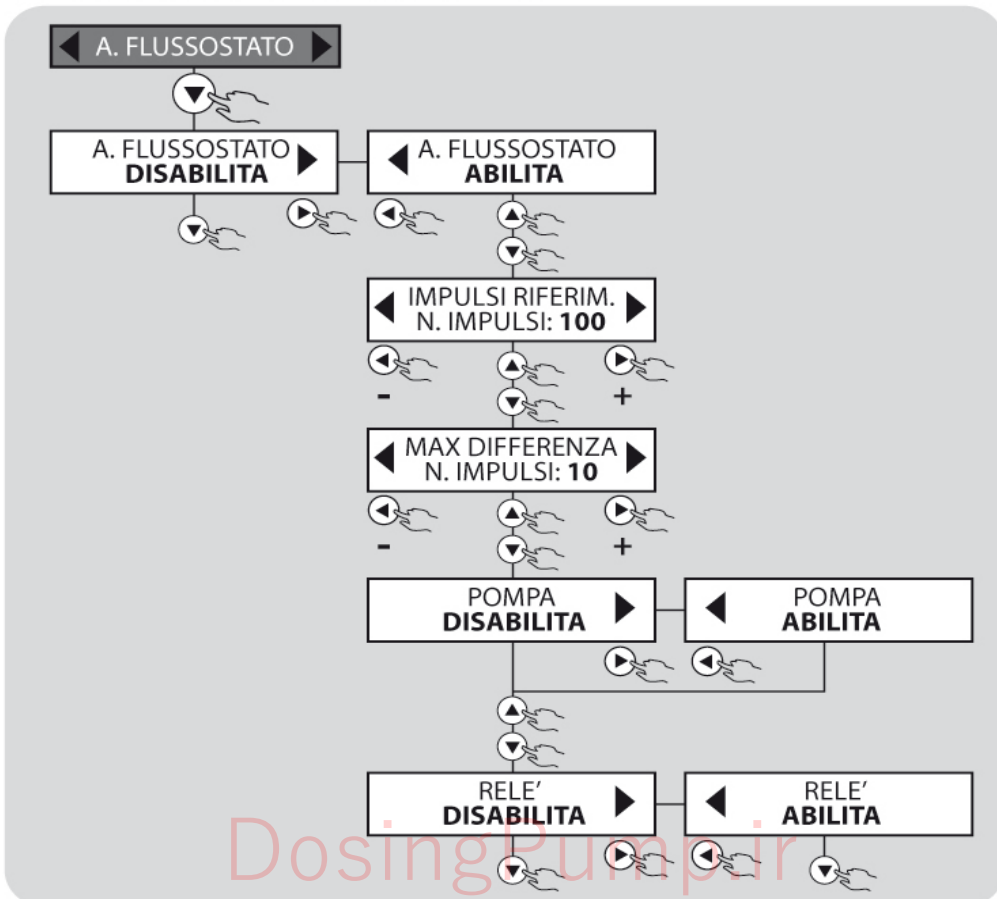 A. FLUSSOSTATO
A. FLUSSOSTATO
DISABILITA
A. FLUSSOSTATO
ABILITA
IMPULSI RIFERIM.
N. IMPULSI: 100
-
+
MAX DIFFERENZA
N. IMPULSI: 10
-
+
POMPA
DISABILITA
POMPA
ABILITA
RELE’
DISABILITA
RELE’
ABILITA
DosingPump.ir